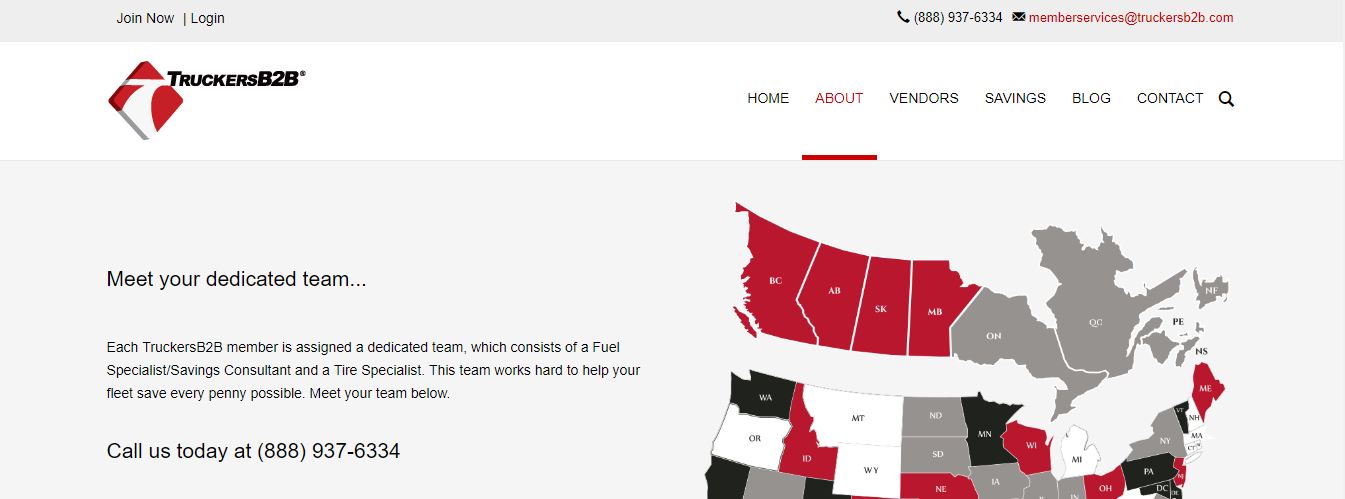 Join Now | Login
(888) 937-6334 memberservices@truckersb2b.com
TRUCKERSB2B®
HOME ABOUT VENDORS SAVINGS BLOG CONTACT
Meet your dedicated team...
Each TruckersB2B member is assigned a dedicated team, which consists of a Fuel
Specialist/Savings Consultant and a Tire Specialist. This team works hard to help your
fleet save every penny possible. Meet your team below.
Call us today at (888) 937-6334
BC
AB
SK
MB
ON
QC
NF
PE
NS
ME
WA
MT
ND
MN
OR
ID
WY
SD
WI
MI
NY
VT
NH
MA
CT
NE
IA
IN
OH
PA
NJ
DC
DE